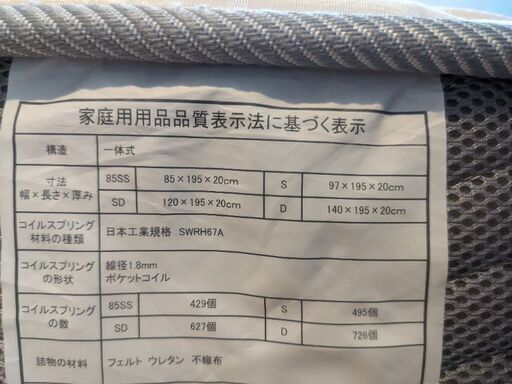 家庭用用品品質表示法に基づく表示
構造 一体式
寸法
幅×長さ×厚み
85SS 85×195×20cm S 97×195×20cm
SD 120×195×20cm D 140×195×20cm
コイルスプリング
材料の種類
日本工業規格 SWRH67A
コイルスプリング
の形状
線径1.8mm
ポケットコイル
コイルスプリング
の数
85SS 429個 S 495個
SD 627個 D 726個
詰物の材料 フェルト ウレタン 不織布